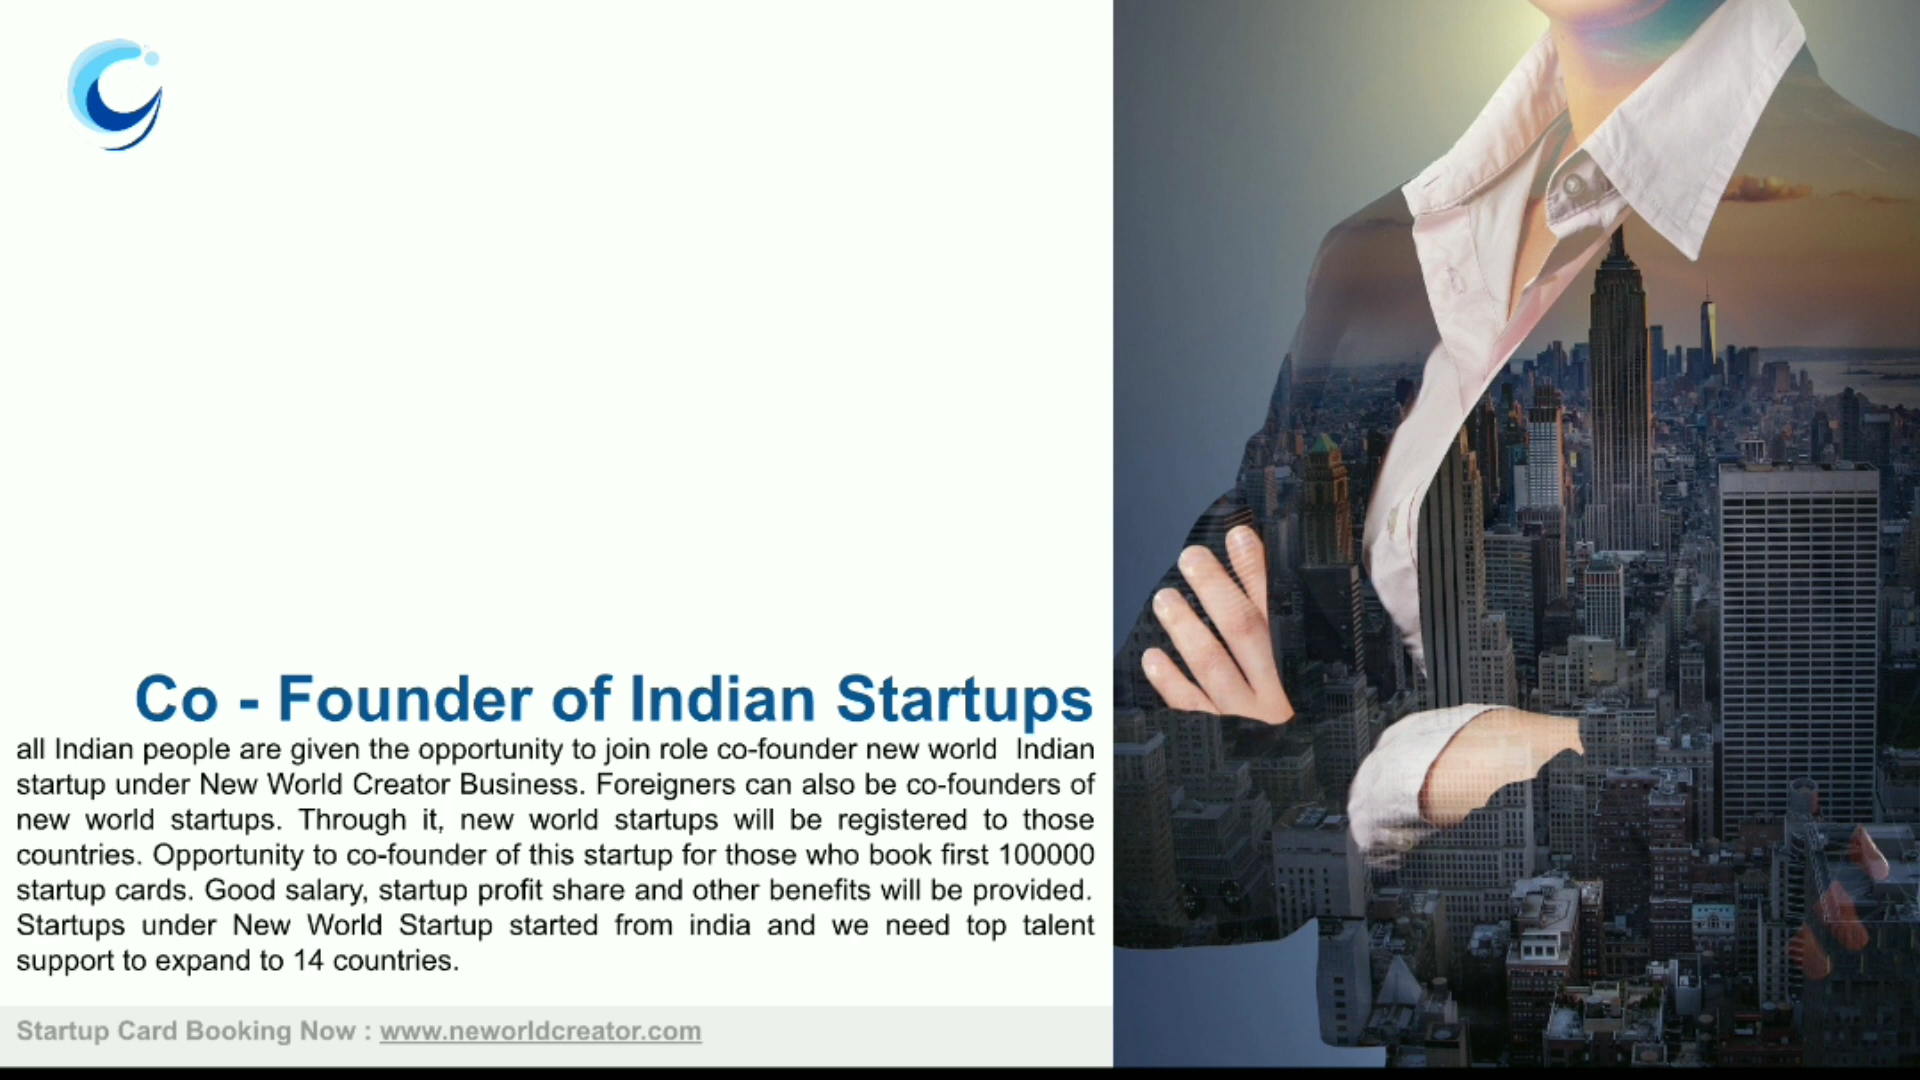 Co - Founder of Indian Startups
all Indian people are given the opportunity to join role co-founder new world Indian
startup under New World Creator Business. Foreigners can also be co-founders of
new world startups. Through it, new world startups will be registered to those
countries. Opportunity to co-founder of this startup for those who book first 100000
startup cards. Good salary, startup profit share and other benefits will be provided.
Startups under New World Startup started from india and we need top talent
support to expand to 14 countries.
Startup Card Booking Now : www.neworldcreator.com